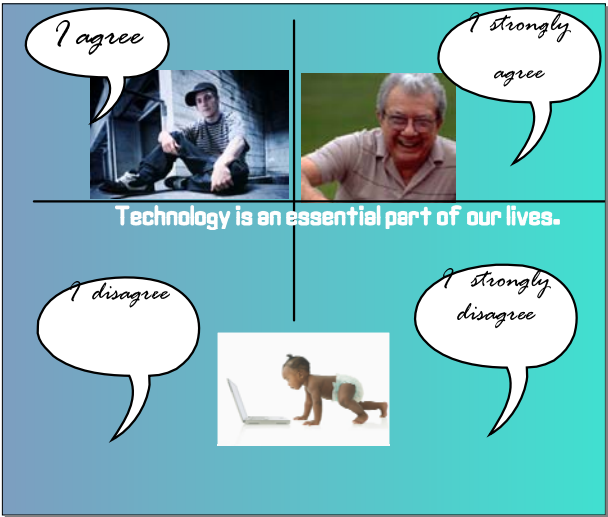 I agree
I strongly
agree
Technology is an essential part of our lives.
I disagree
I strongly
disagree